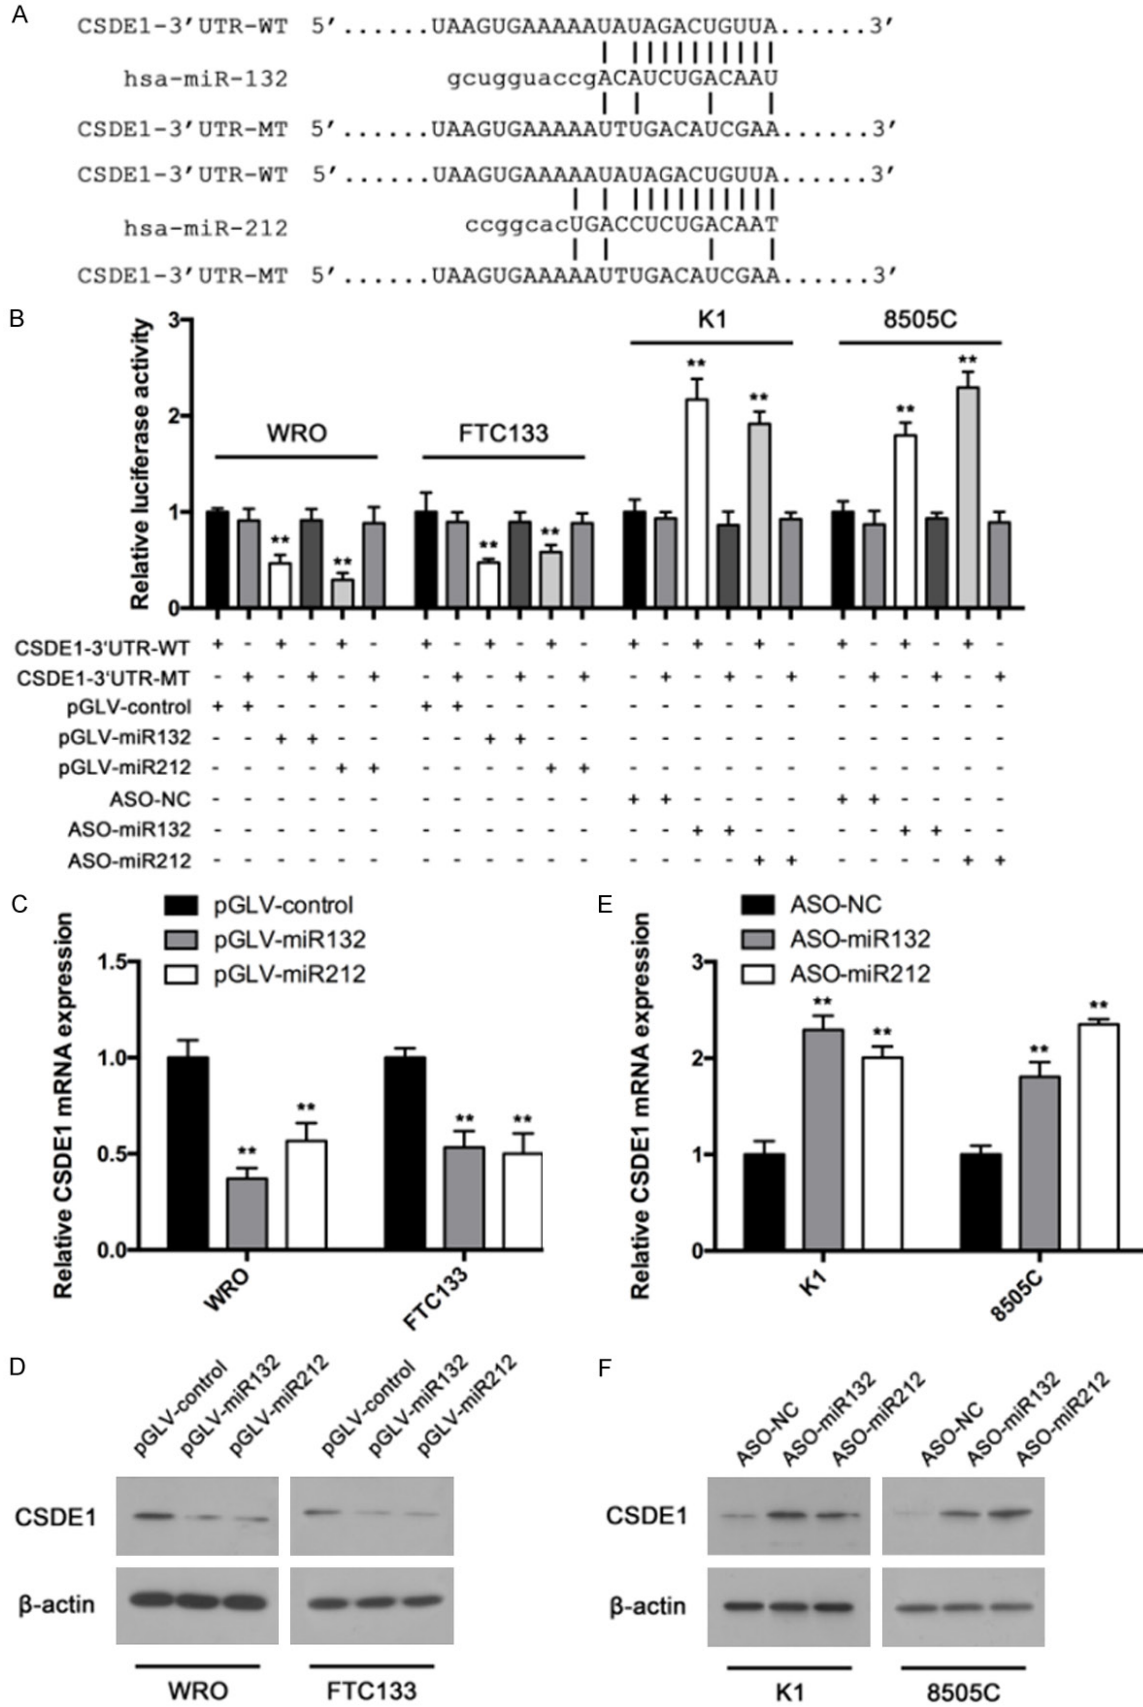 A
CSDE1-3'UTR-WT 5'......UAAGUGAAAAAUAUAGACUGUUA......3'
hsa-miR-132 gcugguaccgACAUCUGACAAU
CSDE1-3'UTR-MT 5'......UAAGUGAAAAAUTUGACAUCGAA......3'
CSDE1-3'UTR-WT 5'......UAAGUGAAAAAUAUAGACUGUUA......3'
hsa-miR-212 ccggcacUGACCUCUGACAAT
CSDE1-3'UTR-MT 5'......UAAGUGAAAAAUTUGACAUCGAA......3'
B
Relative luciferase activity
3
2
1
0
WRO FTC133 K1 8505C
** ** ** ** ** ** ** **
CSDE1-3'UTR-WT + - + - + - + - + - + - + - + - + - + - + - + -
CSDE1-3'UTR-MT - + - + - + - + - + - + - + - + - + - + - + - +
pGLV-control + + - - - - + + - - - - - - - - - - - - - - - -
pGLV-miR132 - - + + - - - - + + - - - - - - - - - - - - - -
pGLV-miR212 - - - - + + - - - - + + - - - - - - - - - - - -
ASO-NC - - - - - - - - - - - - + + - - - - + + - - - -
ASO-miR132 - - - - - - - - - - - - - - + + - - - - + + - -
ASO-miR212 - - - - - - - - - - - - - - - - + + - - - - + +
C
pGLV-control
pGLV-miR132
pGLV-miR212
Relative CSDE1 mRNA expression
1.5
1.0
0.5
0.0
** ** ** **
WRO FTC133
E
ASO-NC
ASO-miR132
ASO-miR212
Relative CSDE1 mRNA expression
3
2
1
0
** ** ** **
K1 8505C
D
pGLV-control pGLV-miR132 pGLV-miR212 pGLV-control pGLV-miR132 pGLV-miR212
CSDE1
β-actin
WRO FTC133
F
ASO-NC ASO-miR132 ASO-miR212 ASO-NC ASO-miR132 ASO-miR212
CSDE1
β-actin
K1 8505C